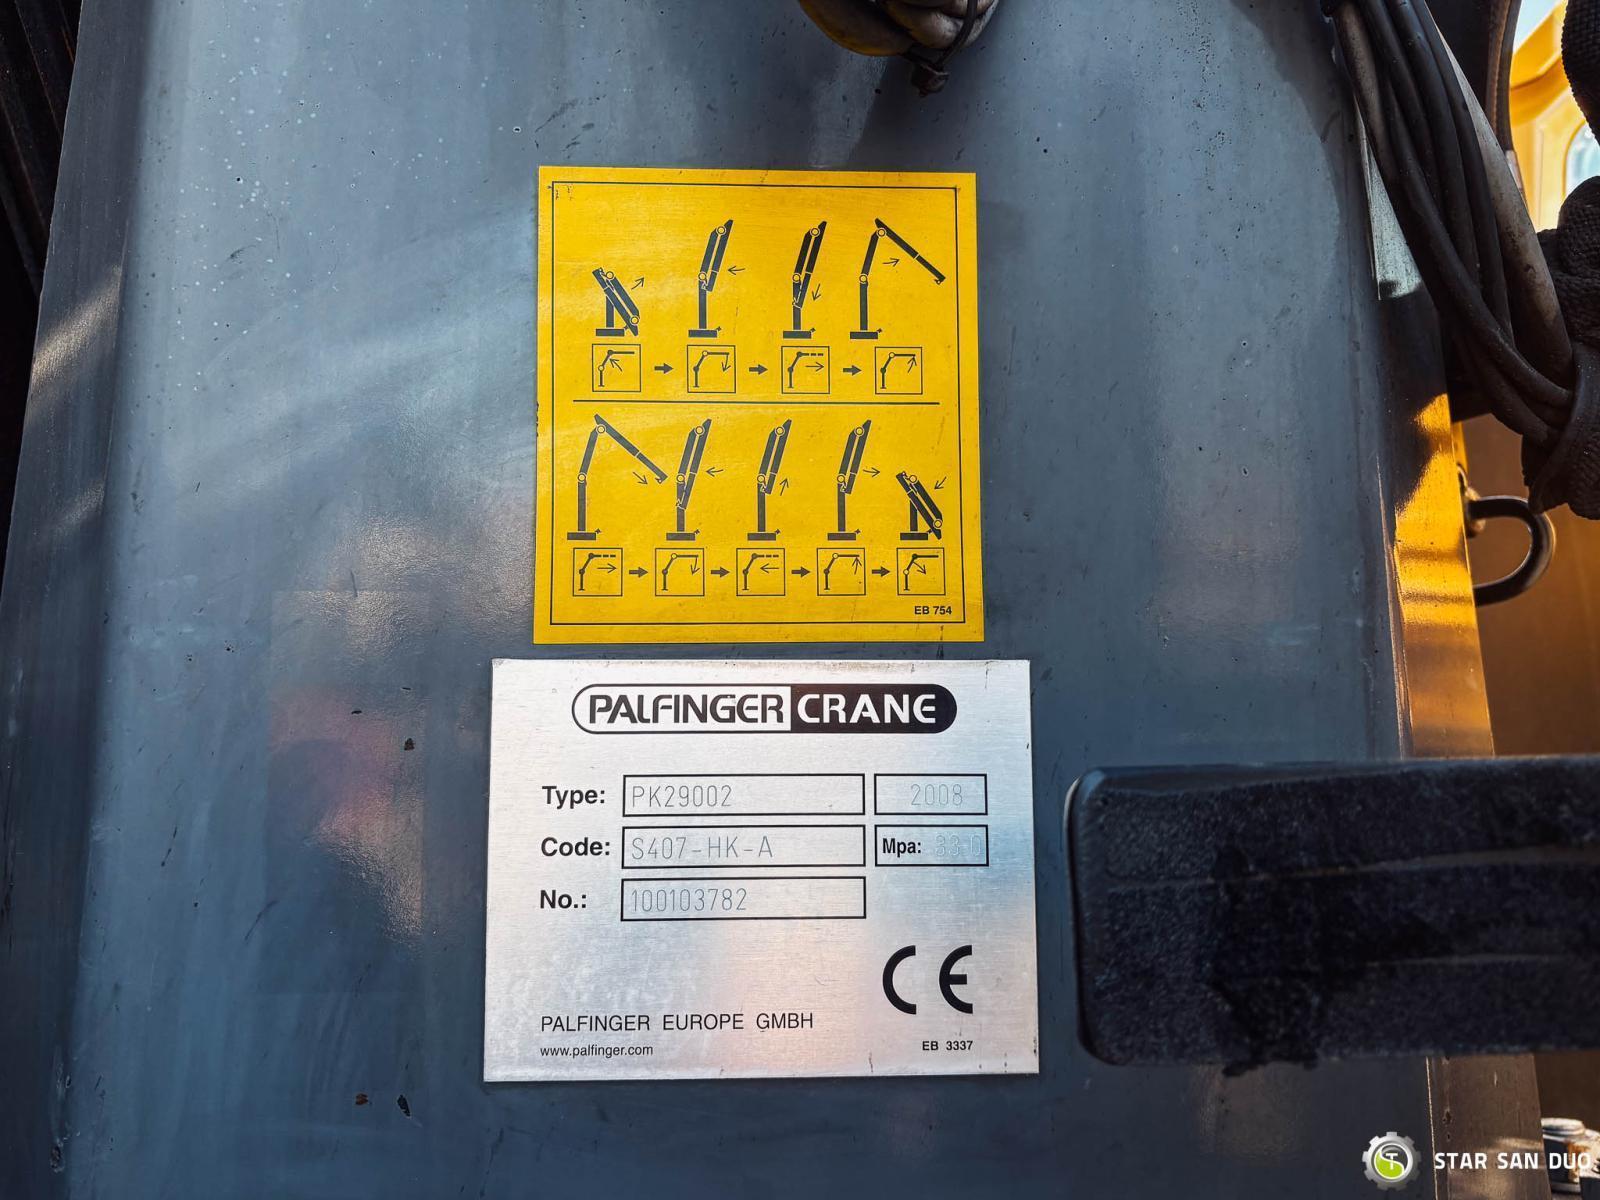 EB 754
PALFINGER CRANE
Type: PK29002 2008
Code: S407-HK-A Mpa: 33.0
No.: 100103782
CE
PALFINGER EUROPE GMBH
www.palfinger.com
EB 3337
STAR SAN DUO